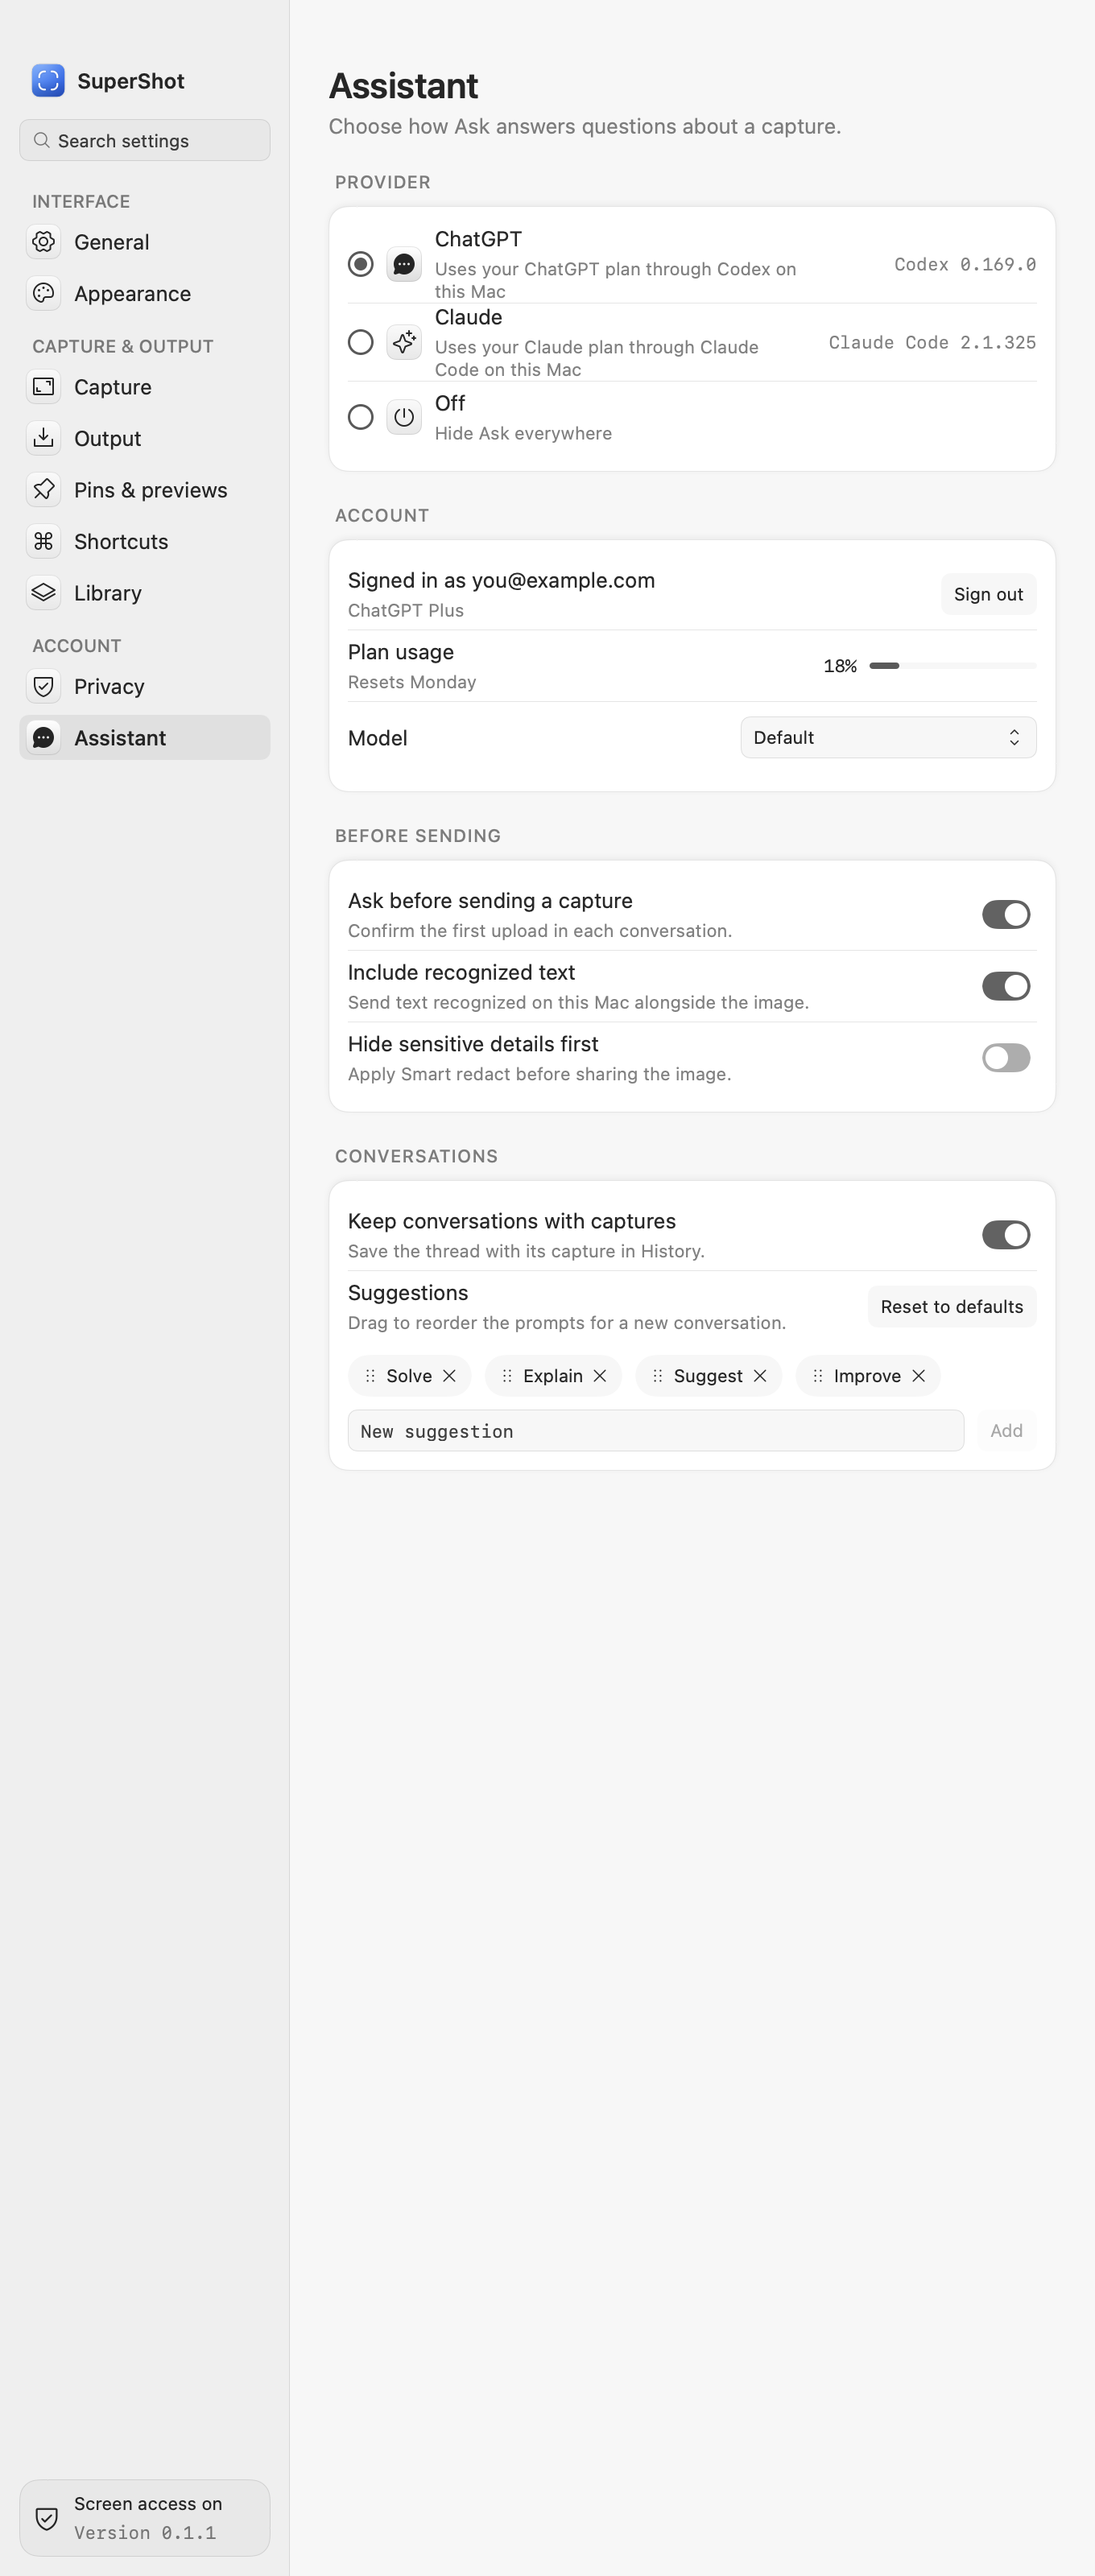 SuperShot
Search settings
INTERFACE
General
Appearance
CAPTURE & OUTPUT
Capture
Output
Pins & previews
Shortcuts
Library
ACCOUNT
Privacy
Assistant
Screen access on
Version 0.1.1
Assistant
Choose how Ask answers questions about a capture.
PROVIDER
ChatGPT
Uses your ChatGPT plan through Codex on
this Mac
Codex 0.169.0
Claude
Uses your Claude plan through Claude
Code on this Mac
Claude Code 2.1.325
Off
Hide Ask everywhere
ACCOUNT
Signed in as you@example.com
ChatGPT Plus
Sign out
Plan usage
Resets Monday
18%
Model
Default
BEFORE SENDING
Ask before sending a capture
Confirm the first upload in each conversation.
Include recognized text
Send text recognized on this Mac alongside the image.
Hide sensitive details first
Apply Smart redact before sharing the image.
CONVERSATIONS
Keep conversations with captures
Save the thread with its capture in History.
Suggestions
Drag to reorder the prompts for a new conversation.
Reset to defaults
Solve
Explain
Suggest
Improve
New suggestion
Add